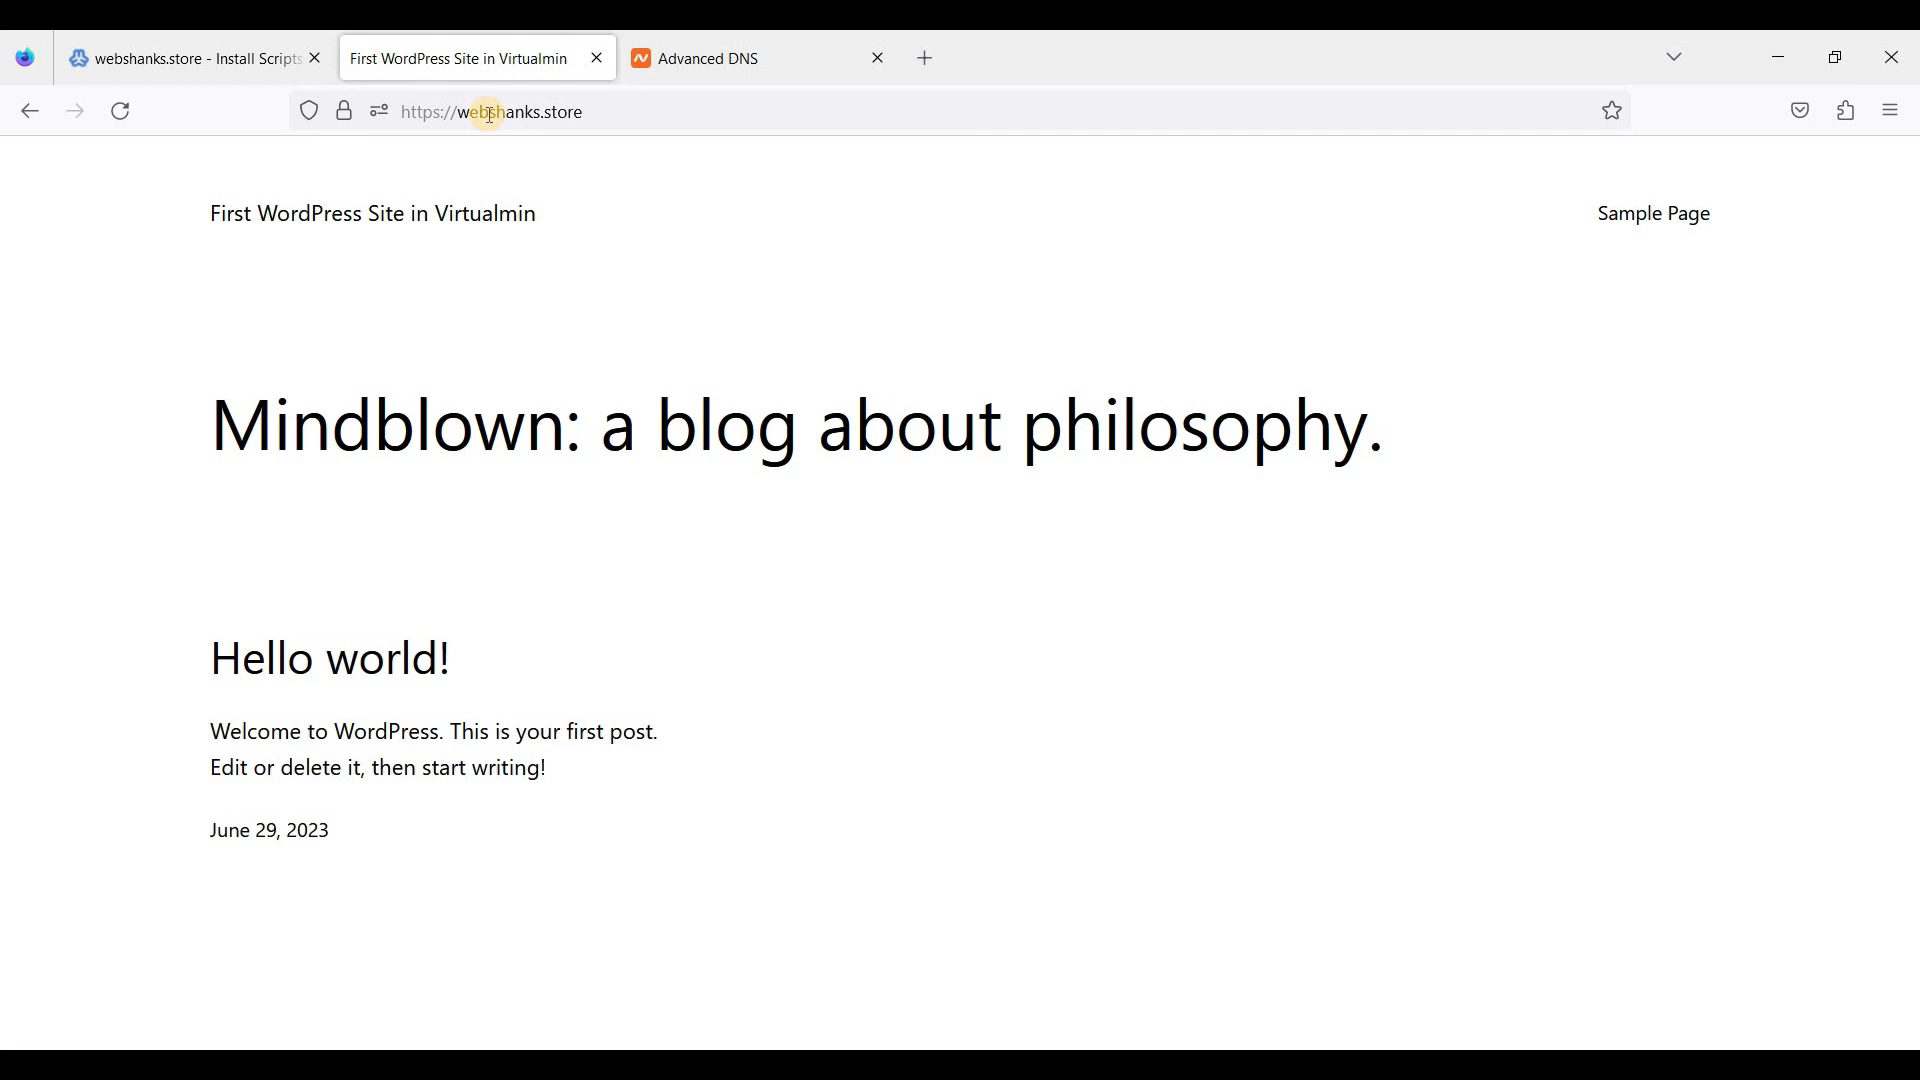 webshanks.store - Install Scripts
First WordPress Site in Virtualmin
Advanced DNS
https://webshanks.store
First WordPress Site in Virtualmin
Sample Page
Mindblown: a blog about philosophy.
Hello world!
Welcome to WordPress. This is your first post.
Edit or delete it, then start writing!
June 29, 2023